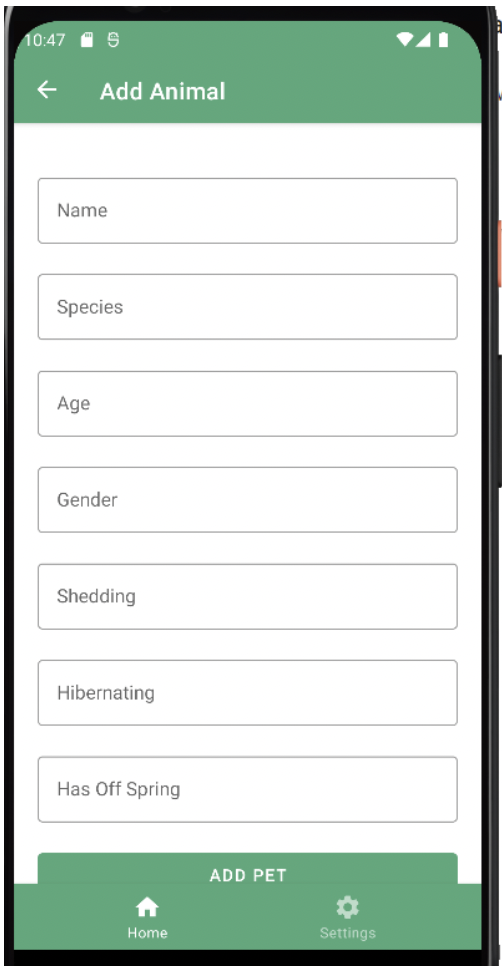 10:47
Add Animal
Name
Species
Age
Gender
Shedding
Hibernating
Has Off Spring
ADD PET
Home
Settings